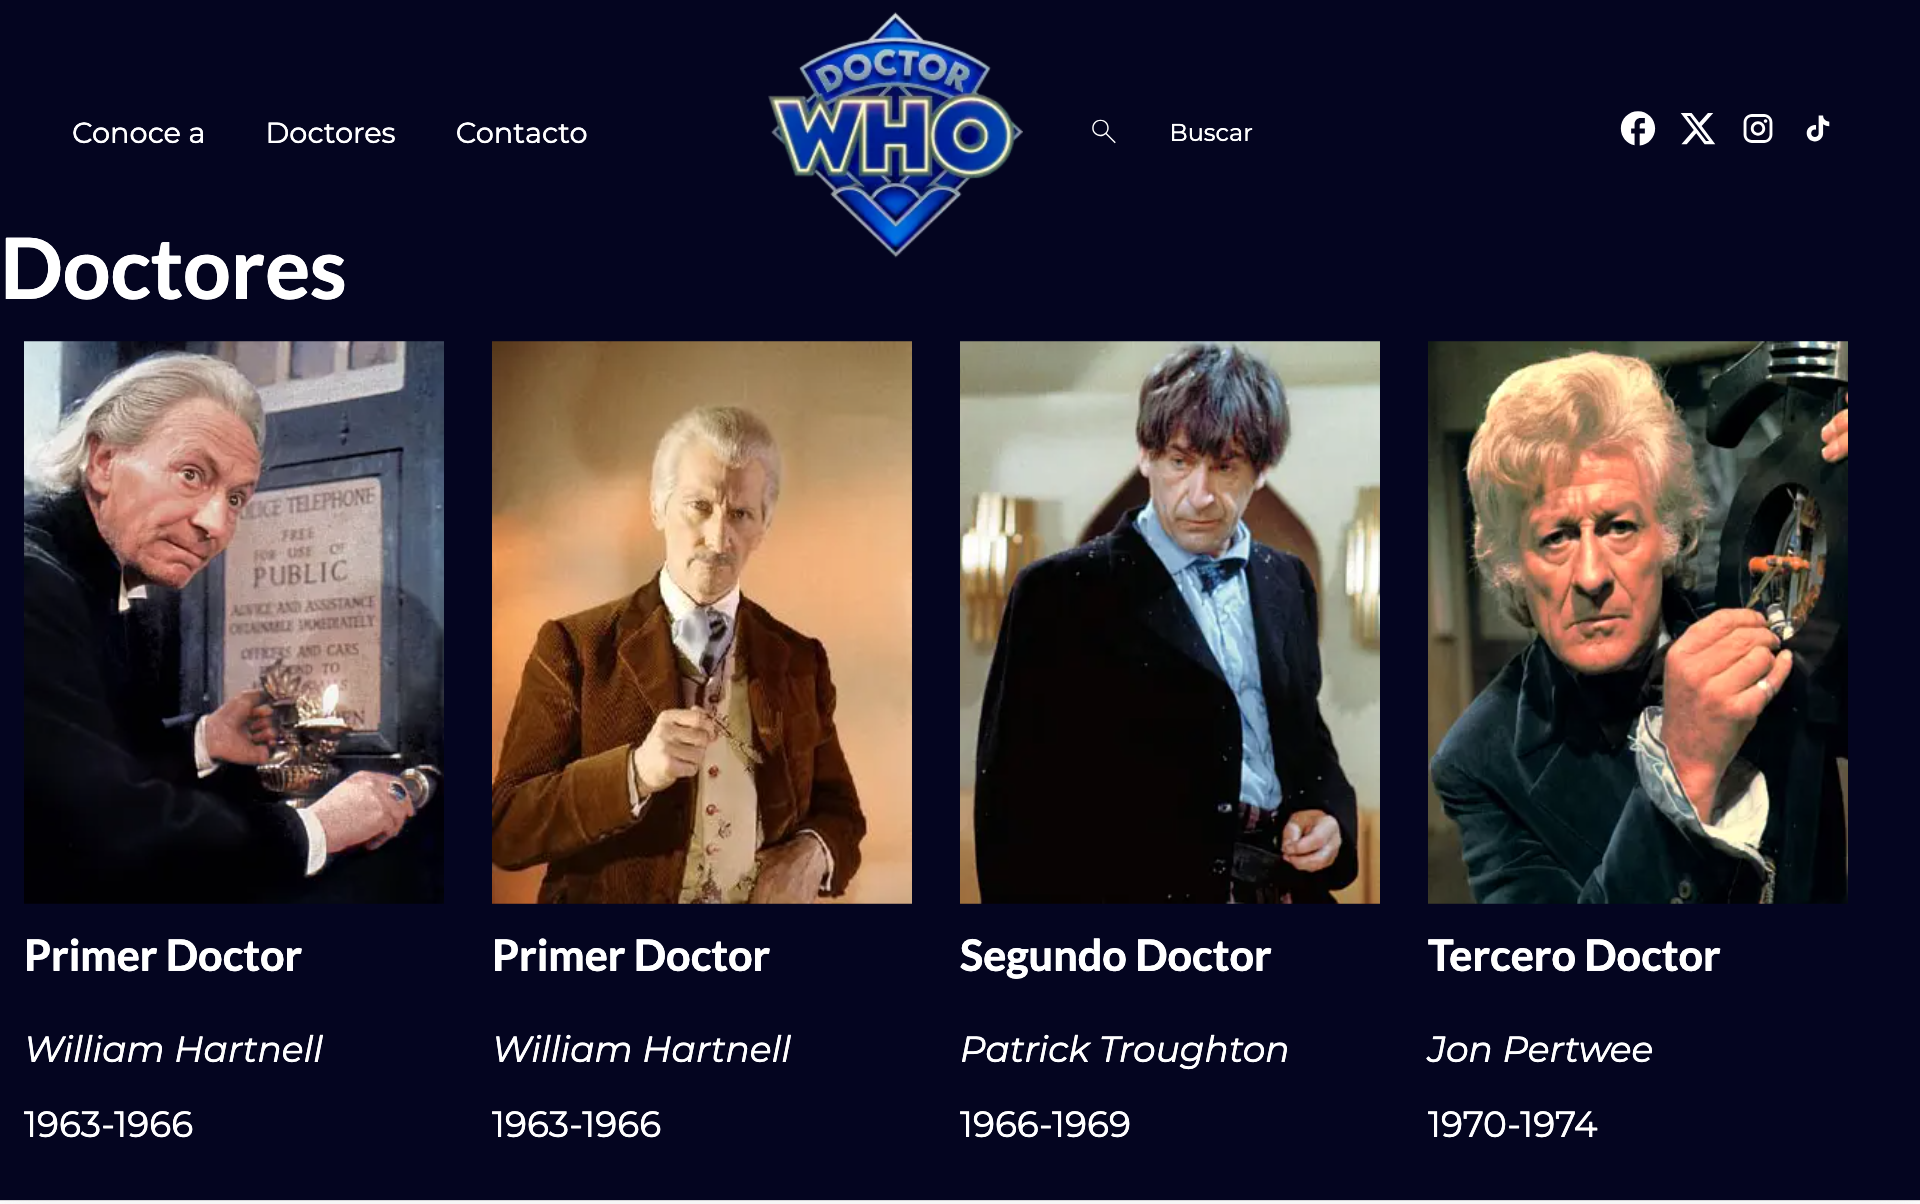 DOCTOR
WHO
Conoce a
Doctores
Contacto
Buscar
Doctores
POLICE TELEPHONE
FREE
FOR USE OF
PUBLIC
ADVICE AND ASSISTANCE
OBTAINABLE IMMEDIATELY
OFFICERS AND CARS
TO
Primer Doctor
William Hartnell
1963-1966
Primer Doctor
William Hartnell
1963-1966
Segundo Doctor
Patrick Troughton
1966-1969
Tercero Doctor
Jon Pertwee
1970-1974